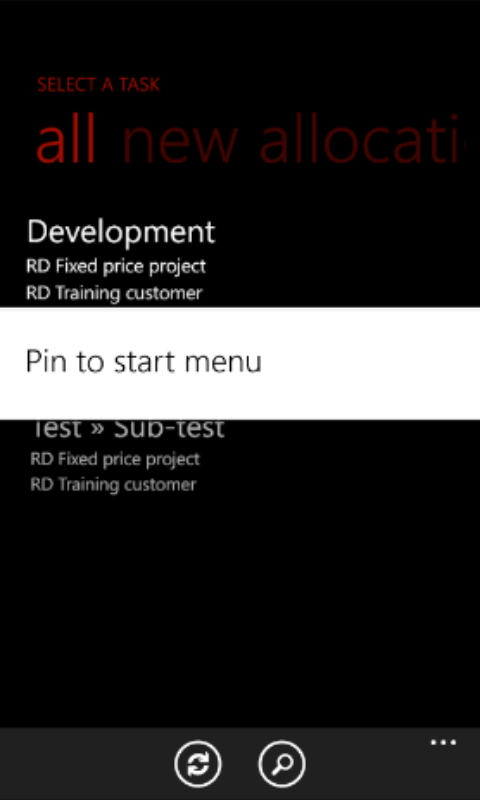 SELECT A TASK
all new allocati
Development
RD Fixed price project
RD Training customer
Pin to start menu
Test » Sub-test
RD Fixed price project
RD Training customer